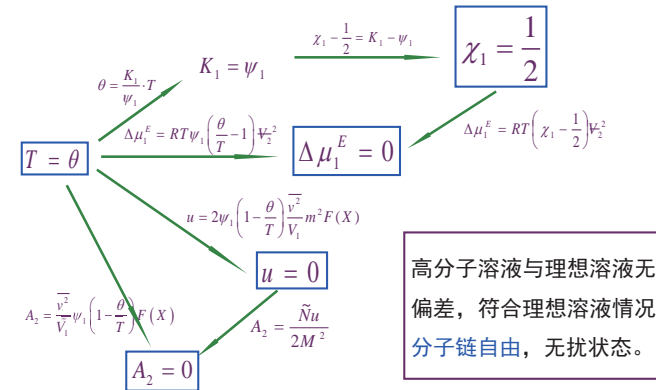 χ₁ − 1/2 = K₁ − ψ₁
K₁ = ψ₁
χ₁ = 1/2
θ = K₁/ψ₁ · T
Δμ₁ᴱ = RTψ₁(θ/T − 1)V₂²
Δμ₁ᴱ = RT(χ₁ − 1/2)V₂²
T = θ
Δμ₁ᴱ = 0
u = 2ψ₁(1 − θ/T) v̅²/V₁ m²F(X)
高分子溶液与理想溶液无
u = 0
偏差，符合理想溶液情况
A₂ = v̅²/Ṽ₁ ψ₁(1 − θ/T)F(X)
A₂ = Ñu/2M²
分子链自由，无扰状态。
A₂ = 0